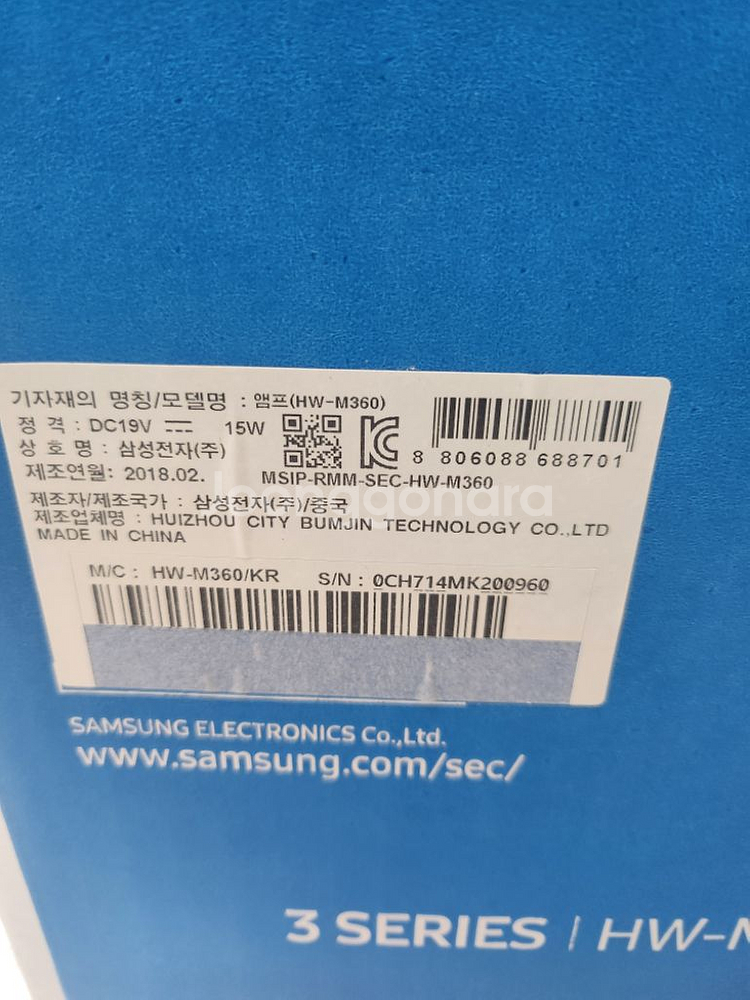 기자재의 명칭/모델명 : 앰프(HW-M360)
정 격 : DC19V ⎓ 15W
상 호 명 : 삼성전자(주)
제조연월: 2018.02.
8 806088 688701
MSIP-RMM-SEC-HW-M360
제조자/제조국가 : 삼성전자(주)/중국
제조업체명 : HUIZHOU CITY BUMJIN TECHNOLOGY CO.,LTD
MADE IN CHINA
M/C : HW-M360/KR S/N : 0CH714MK200960
SAMSUNG ELECTRONICS Co.,Ltd.
www.samsung.com/sec/
3 SERIES / HW-M